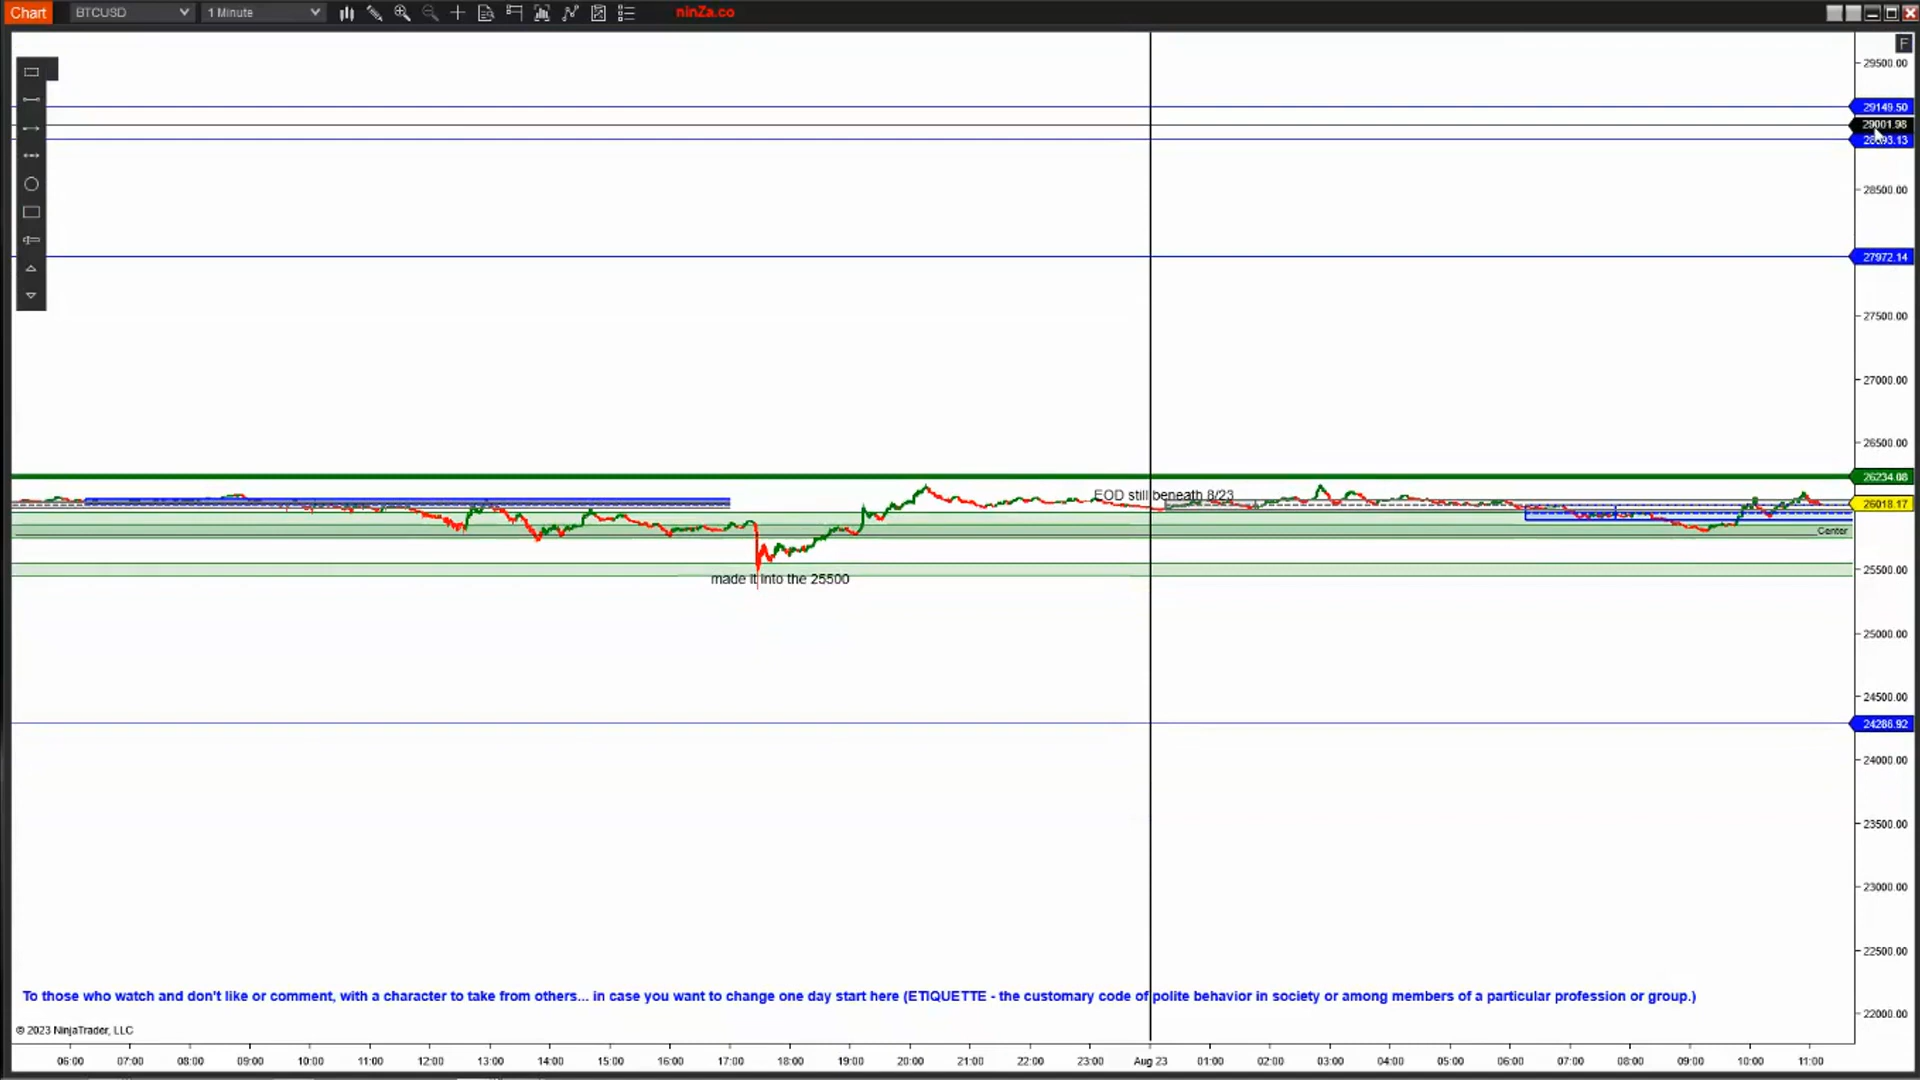 Chart BTCUSD 1 Minute ninZa.co
F
29500.00
29149.50
29001.98
28500.00
27972.14
27500.00
27000.00
26500.00
26234.08
EOD still beneath 8/23
26018.17
Center
25500.00
made it into the 25500
25000.00
24500.00
24286.92
24000.00
23500.00
23000.00
22500.00
To those who watch and don't like or comment, with a character to take from others... in case you want to change one day start here (ETIQUETTE - the customary code of polite behavior in society or among members of a particular profession or group.)
22000.00
© 2023 NinjaTrader, LLC
06:00 07:00 08:00 09:00 10:00 11:00 12:00 13:00 14:00 15:00 16:00 17:00 18:00 19:00 20:00 21:00 22:00 23:00 Aug 23 01:00 02:00 03:00 04:00 05:00 06:00 07:00 08:00 09:00 10:00 11:00